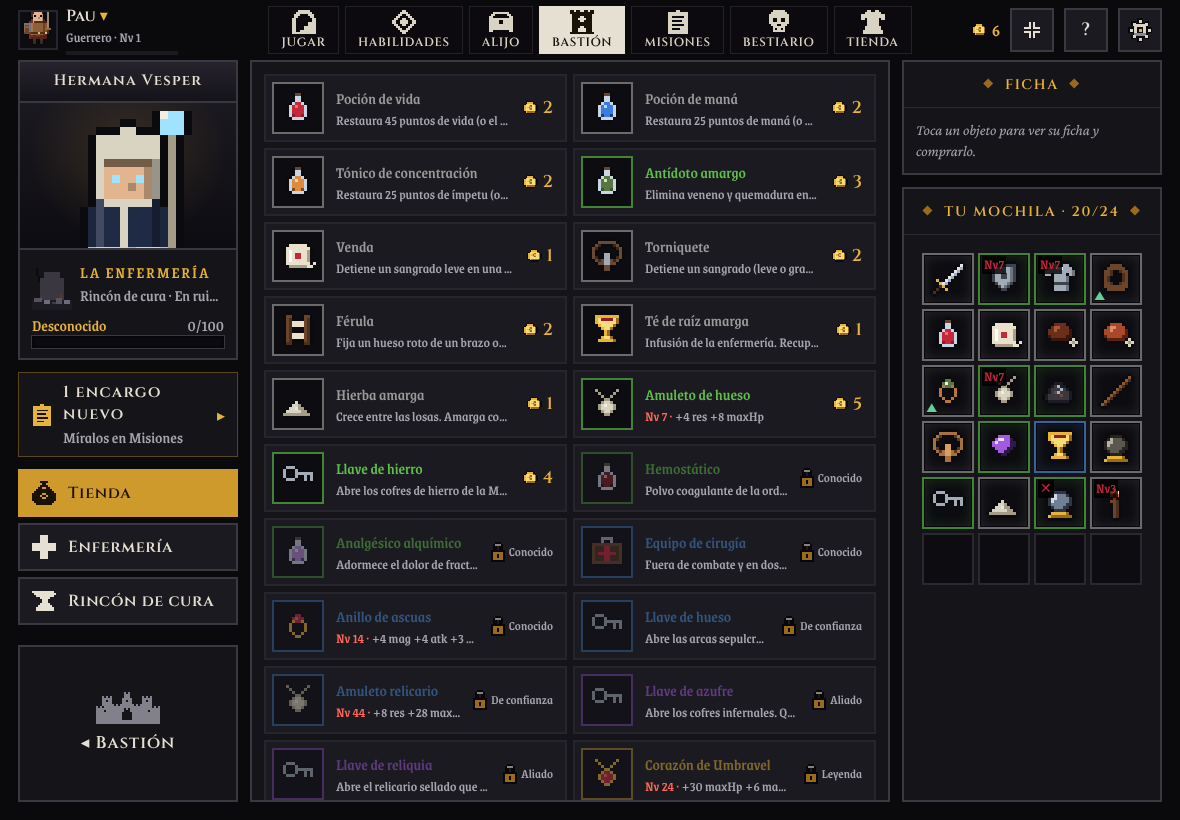 Pau ▾
Guerrero · Nv 1
JUGAR
HABILIDADES
ALIJO
BASTIÓN
MISIONES
BESTIARIO
TIENDA
6
?
Hermana Vesper
LA ENFERMERÍA
Rincón de cura · En rui...
Desconocido 0/100
1 ENCARGO
NUEVO
Míralos en Misiones
Tienda
Enfermería
Rincón de cura
◂ Bastión
Poción de vida
Restaura 45 puntos de vida (o el ...
2
Poción de maná
Restaura 25 puntos de maná (o ...
2
Tónico de concentración
Restaura 25 puntos de ímpetu (o...
2
Antídoto amargo
Elimina veneno y quemadura en...
3
Venda
Detiene un sangrado leve en una ...
1
Torniquete
Detiene un sangrado (leve o gra...
2
Férula
Fija un hueso roto de un brazo o...
2
Té de raíz amarga
Infusión de la enfermería. Recup...
1
Hierba amarga
Crece entre las losas. Amarga co...
1
Amuleto de hueso
Nv 7 · +4 res +8 maxHp
5
Llave de hierro
Abre los cofres de hierro de la M...
4
Hemostático
Polvo coagulante de la ord...
Conocido
Analgésico alquímico
Adormece el dolor de fract...
Conocido
Equipo de cirugía
Fuera de combate y en dos...
Conocido
Anillo de ascuas
Nv 14 · +4 mag +4 atk +3 ...
Conocido
Llave de hueso
Abre las arcas sepulcr...
De confianza
Amuleto relicario
Nv 44 · +8 res +28 max...
De confianza
Llave de azufre
Abre los cofres infernales. Q...
Aliado
Llave de reliquia
Abre el relicario sellado que ...
Aliado
Corazón de Umbravel
Nv 24 · +30 maxHp +6 ma...
Leyenda
FICHA
Toca un objeto para ver su ficha y
comprarlo.
TU MOCHILA · 20/24
Nv7
Nv7
Nv7
Nv3